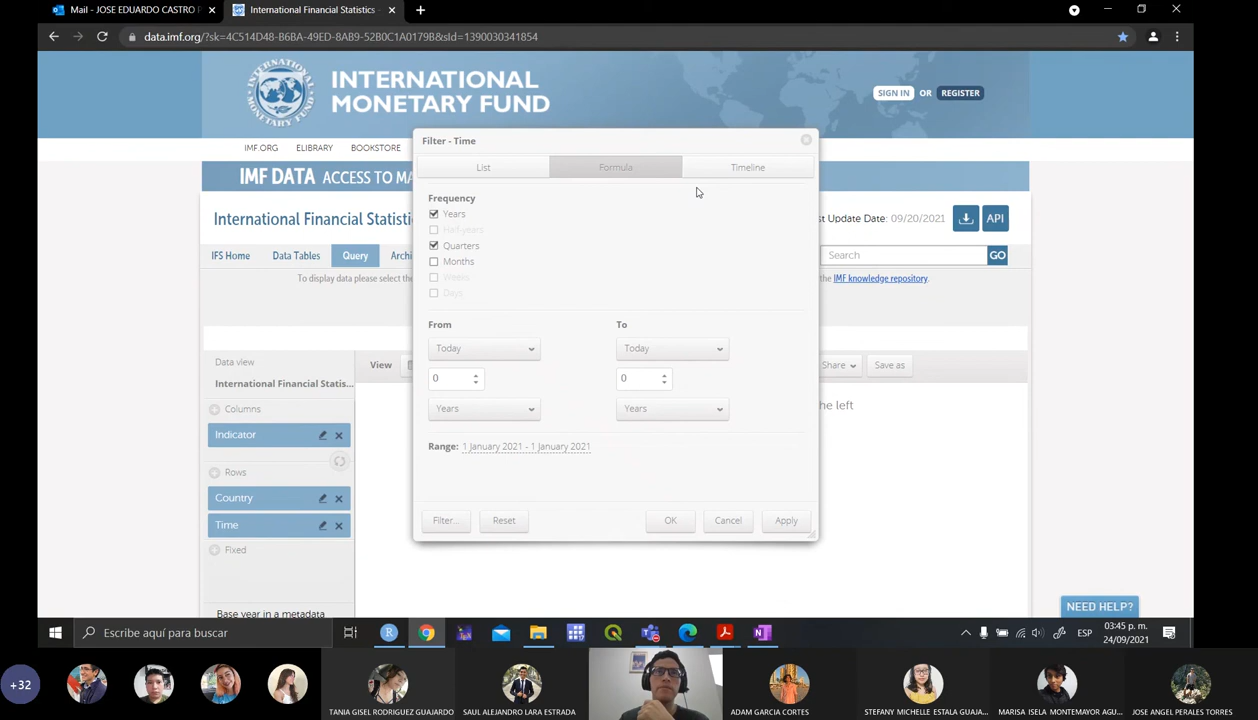 Mail - JOSE EDUARDO CASTRO P
International Financial Statistics -
data.imf.org/?sk=4C514D48-B6BA-49ED-8AB9-52B0C1A0179B&sId=1390030341854
INTERNATIONAL
MONETARY FUND
SIGN IN OR REGISTER
IMF.ORG ELIBRARY BOOKSTORE
IMF DATA ACCESS TO MA
International Financial Statisti
st Update Date: 09/20/2021
API
IFS Home Data Tables Query Archi
Search GO
To display data please select the
the IMF knowledge repository.
Filter - Time
List Formula Timeline
Frequency
Years
Half-years
Quarters
Months
Weeks
Days
From To
Today Today
0 0
Years Years
Range: 1 January 2021 - 1 January 2021
Filter... Reset OK Cancel Apply
Data view
International Financial Statis...
View
Share Save as
he left
Columns
Indicator
Rows
Country
Time
Fixed
Base year in a metadata
NEED HELP?
Escribe aquí para buscar
ESP
03:45 p. m.
24/09/2021
+32
TANIA GISEL RODRIGUEZ GUAJARDO
SAUL ALEJANDRO LARA ESTRADA
ADAM GARCIA CORTES
STEFANY MICHELLE ESTALA GUAJA...
MARISA ISELA MONTEMAYOR AGU...
JOSE ANGEL PERALES TORRES